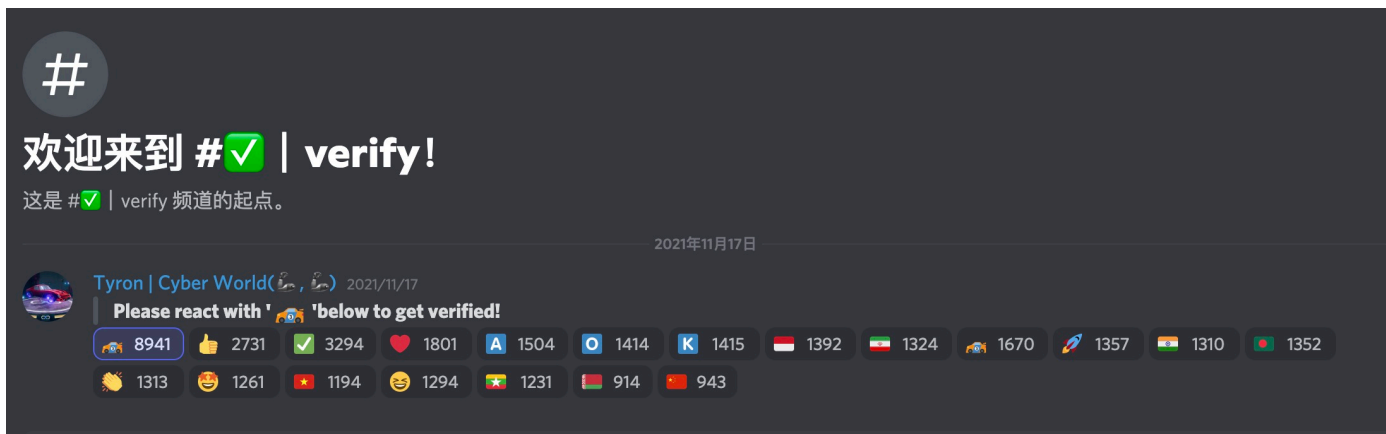 #
欢迎来到 #✅｜verify！
这是 #✅｜verify 频道的起点。
2021年11月17日
Tyron | Cyber World(🦾, 🦾) 2021/11/17
Please react with ' 'below to get verified!
8941 2731 3294 1801 A 1504 O 1414 K 1415 1392 1324 1670 1357 1310 1352
1313 1261 1194 1294 1231 914 943